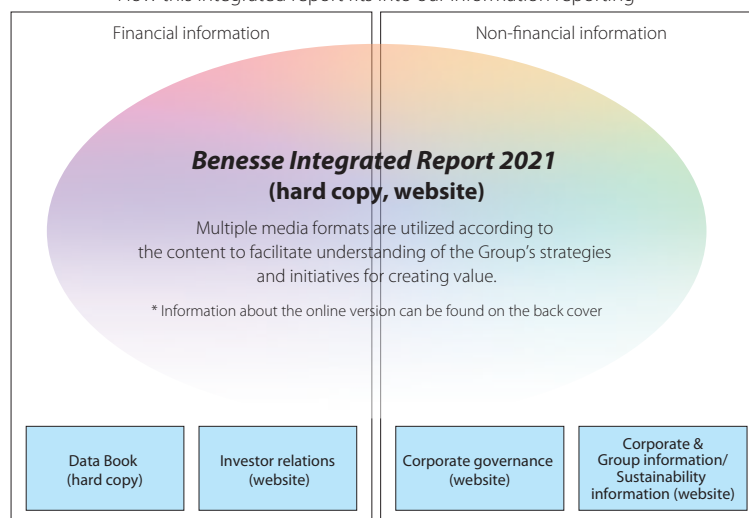 How this integrated report fits into our information reporting
Financial information
Non-financial information
Benesse Integrated Report 2021
(hard copy, website)
Multiple media formats are utilized according to
the content to facilitate understanding of the Group's strategies
and initiatives for creating value.
* Information about the online version can be found on the back cover
Data Book
(hard copy)
Investor relations
(website)
Corporate governance
(website)
Corporate &
Group information/
Sustainability
information (website)